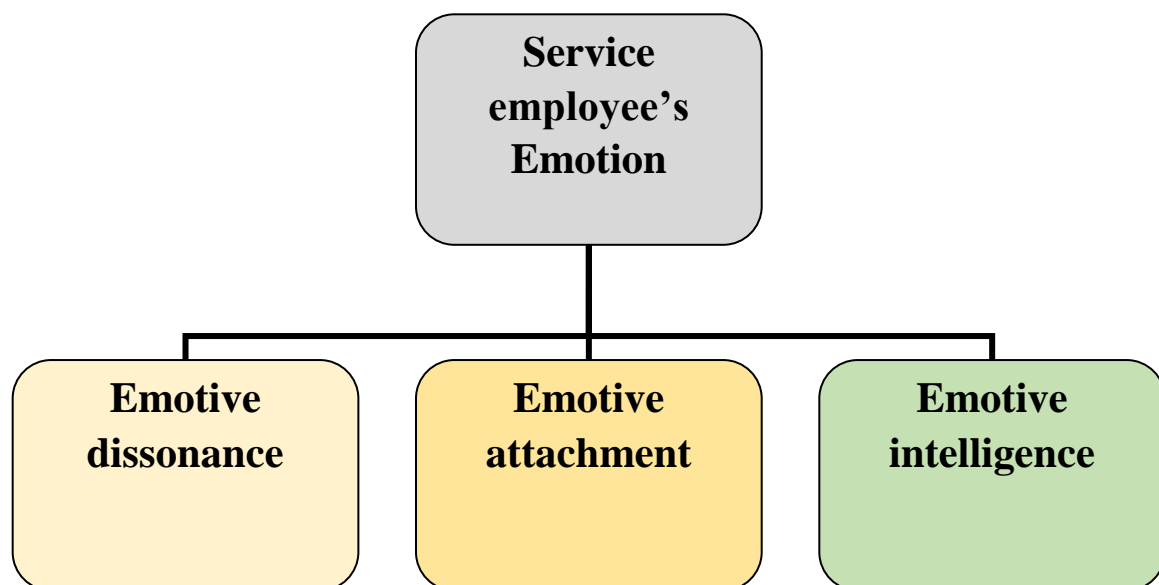 Service
employee’s
Emotion
Emotive
dissonance
Emotive
attachment
Emotive
intelligence